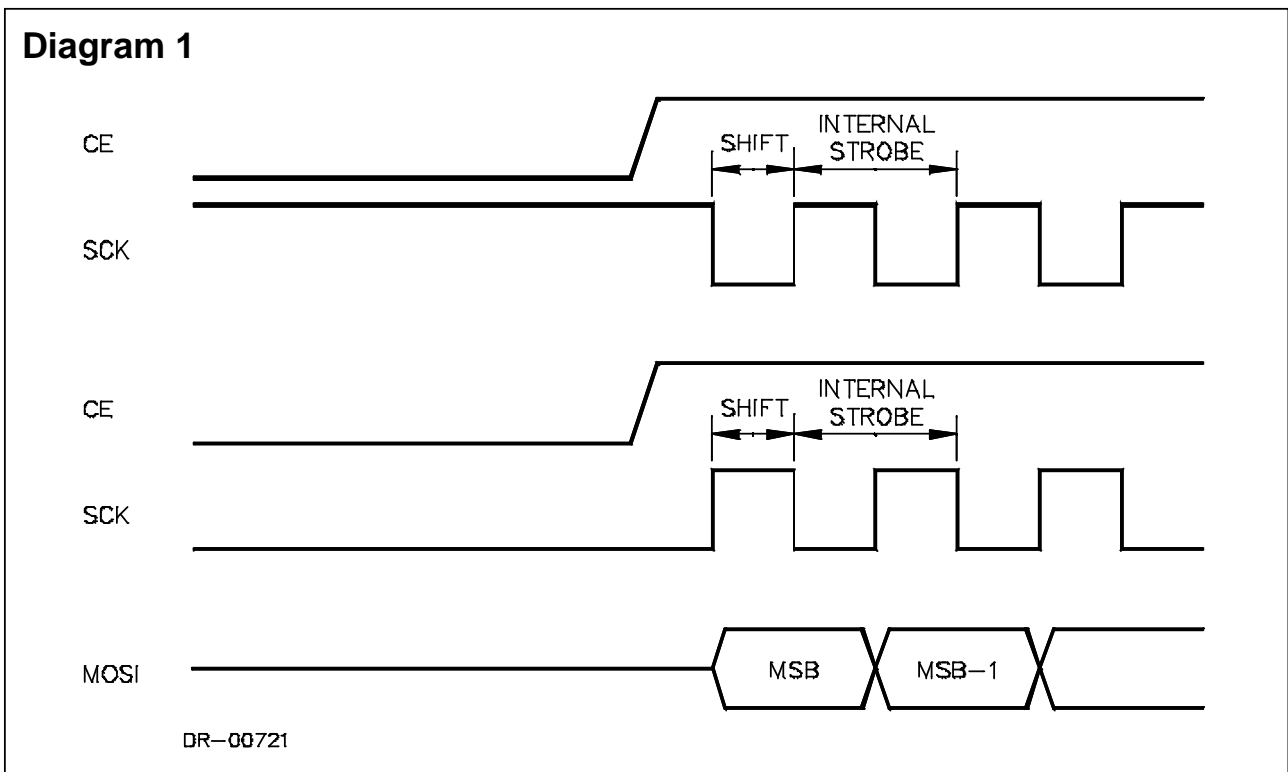 Diagram 1
CE
SHIFT
INTERNAL
STROBE
SCK
CE
SHIFT
INTERNAL
STROBE
SCK
MOSI
MSB
MSB-1
DR-00721